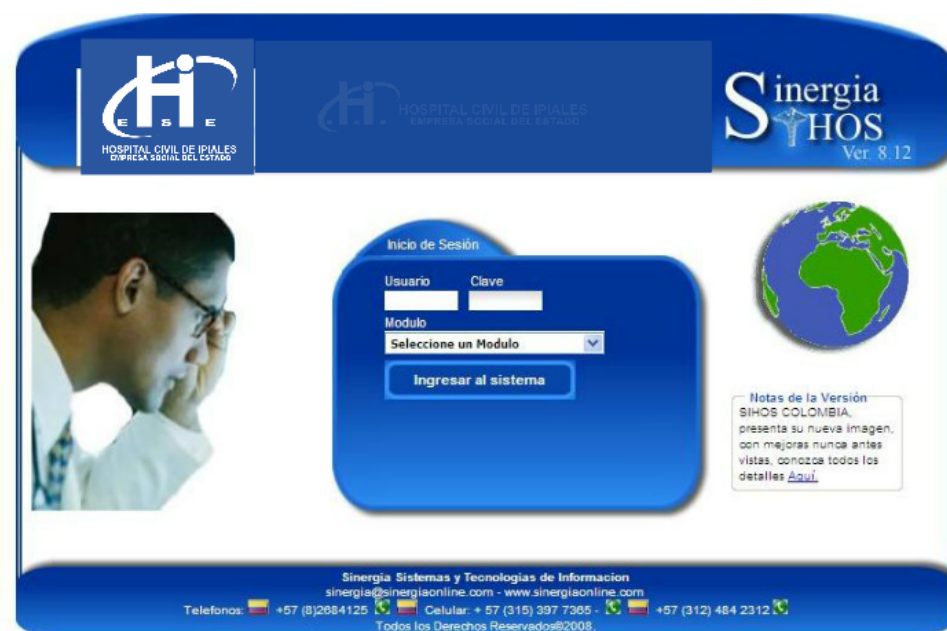 Hi
E S E
HOSPITAL CIVIL DE IPIALES
EMPRESA SOCIAL DEL ESTADO
HOSPITAL CIVIL DE IPIALES
EMPRESA SOCIAL DEL ESTADO
Sinergia
SIHOS
Ver. 8.12
Inicio de Sesión
Usuario Clave
Modulo
Seleccione un Modulo
Ingresar al sistema
Notas de la Versión
SIHOS COLOMBIA,
presenta su nueva imagen,
con mejoras nunca antes
vistas, conozca todos los
detalles Aquí.
Sinergia Sistemas y Tecnologias de Informacion
sinergia@sinergiaonline.com - www.sinergiaonline.com
Telefonos: +57 (8)2684125 Celular: + 57 (315) 397 7365 - +57 (312) 484 2312
Todos los Derechos Reservados©2008.